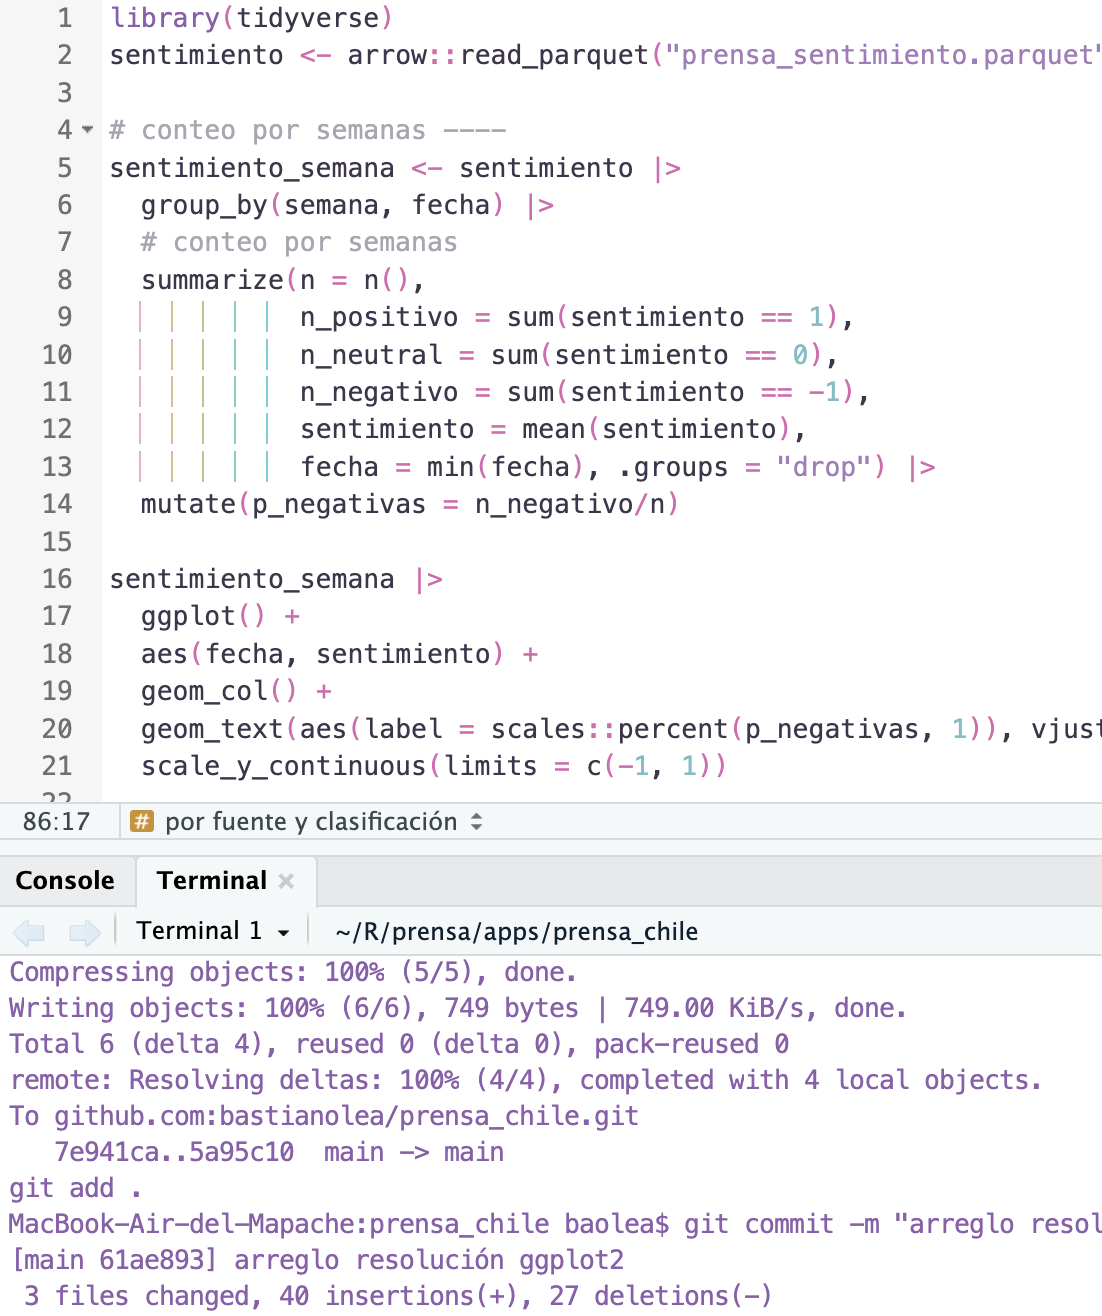 1 library(tidyverse)
2 sentimiento <- arrow::read_parquet("prensa_sentimiento.parquet"
3
4 # conteo por semanas ----
5 sentimiento_semana <- sentimiento |>
6 group_by(semana, fecha) |>
7 # conteo por semanas
8 summarize(n = n(),
9 n_positivo = sum(sentimiento == 1),
10 n_neutral = sum(sentimiento == 0),
11 n_negativo = sum(sentimiento == -1),
12 sentimiento = mean(sentimiento),
13 fecha = min(fecha), .groups = "drop") |>
14 mutate(p_negativas = n_negativo/n)
15
16 sentimiento_semana |>
17 ggplot() +
18 aes(fecha, sentimiento) +
19 geom_col() +
20 geom_text(aes(label = scales::percent(p_negativas, 1)), vjust
21 scale_y_continuous(limits = c(-1, 1))
22
86:17 # por fuente y clasificación
Console Terminal
Terminal 1 ~/R/prensa/apps/prensa_chile
Compressing objects: 100% (5/5), done.
Writing objects: 100% (6/6), 749 bytes | 749.00 KiB/s, done.
Total 6 (delta 4), reused 0 (delta 0), pack-reused 0
remote: Resolving deltas: 100% (4/4), completed with 4 local objects.
To github.com:bastianolea/prensa_chile.git
7e941ca..5a95c10 main -> main
git add .
MacBook-Air-del-Mapache:prensa_chile baolea$ git commit -m "arreglo resol
[main 61ae893] arreglo resolución ggplot2
3 files changed, 40 insertions(+), 27 deletions(-)